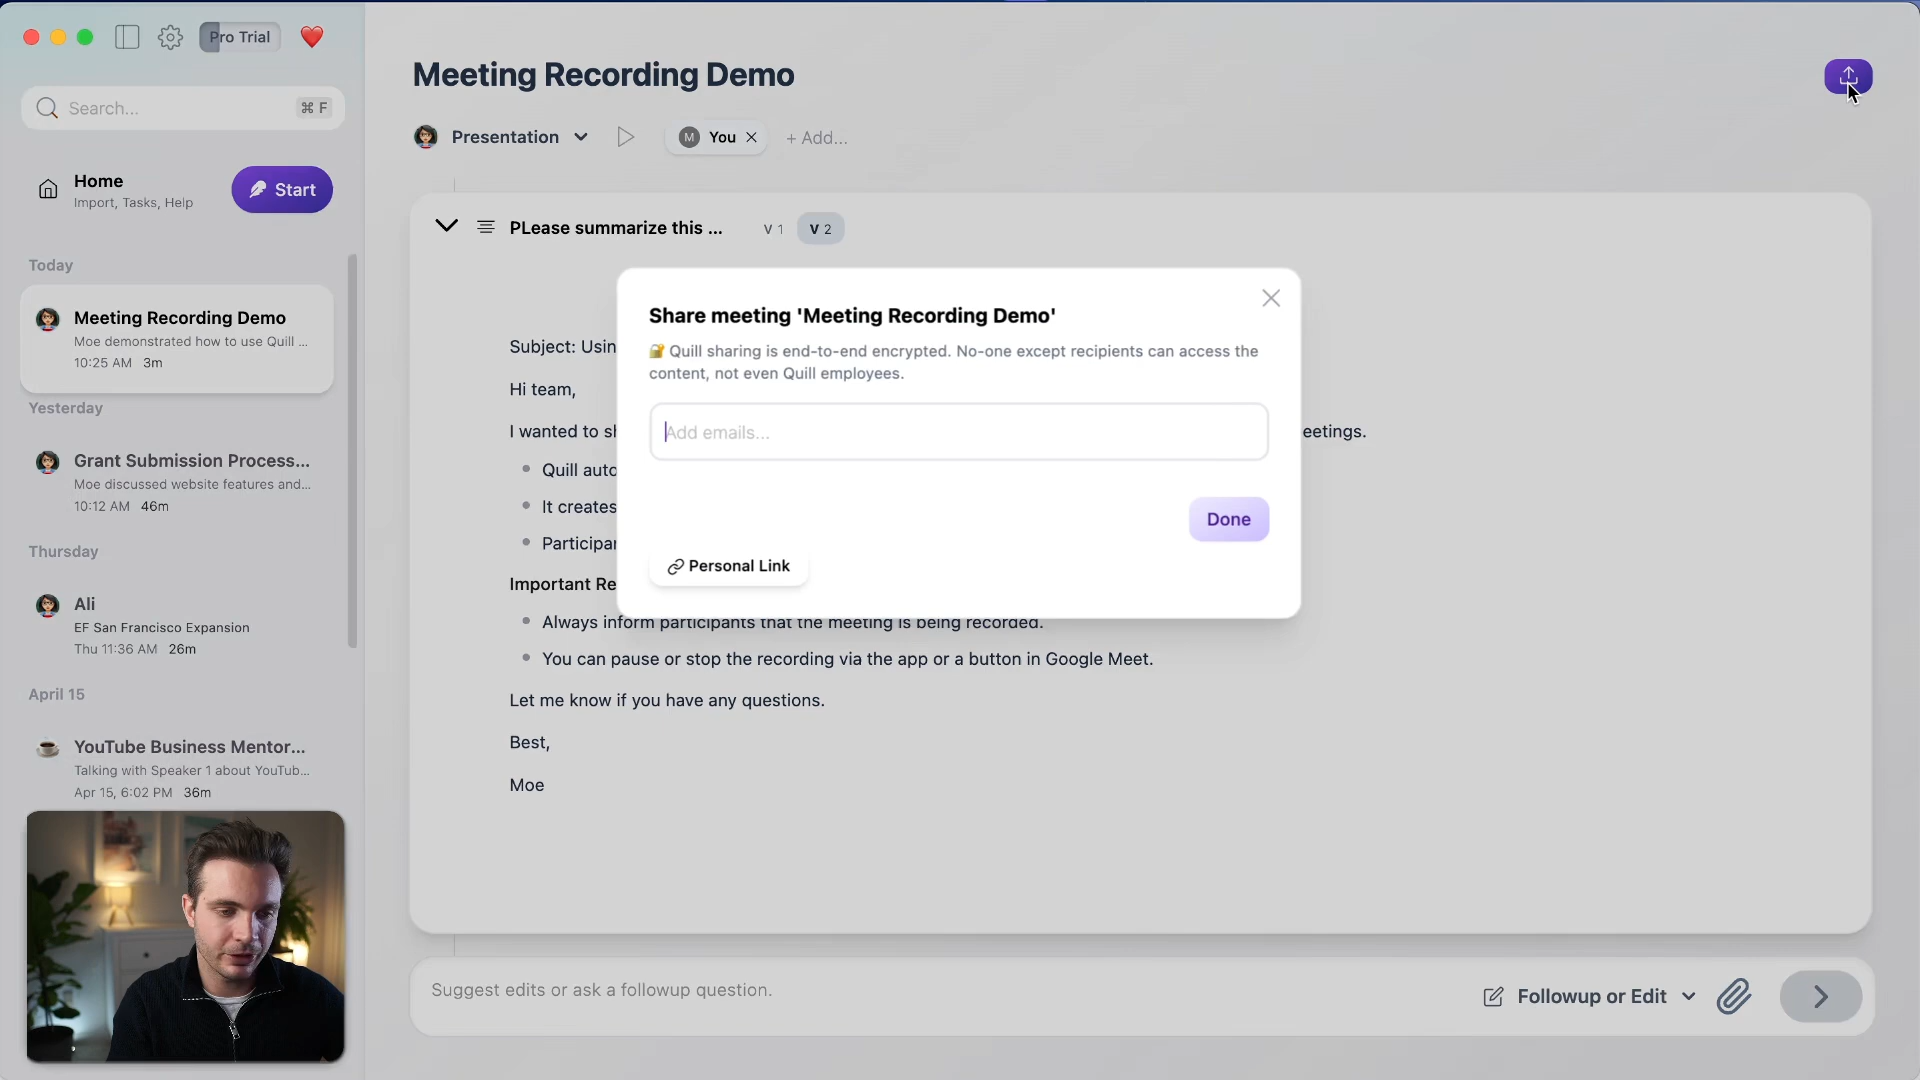 Pro Trial
Search...
⌘ F
Home
Import, Tasks, Help
Start
Today
Meeting Recording Demo
Moe demonstrated how to use Quill ...
10:25 AM 3m
Yesterday
Grant Submission Process...
Moe discussed website features and...
10:12 AM 46m
Thursday
Ali
EF San Francisco Expansion
Thu 11:36 AM 26m
April 15
YouTube Business Mentor...
Talking with Speaker 1 about YouTub...
Apr 15, 6:02 PM 36m
Meeting Recording Demo
Presentation
M You
+ Add...
PLease summarize this ...
V 1
V 2
Subject: Usin
Hi team,
I wanted to sh
eetings.
Quill auto
It creates
Participan
Important Re
Always inform participants that the meeting is being recorded.
You can pause or stop the recording via the app or a button in Google Meet.
Let me know if you have any questions.
Best,
Moe
Share meeting 'Meeting Recording Demo'
🔐 Quill sharing is end-to-end encrypted. No-one except recipients can access the
content, not even Quill employees.
Add emails...
Done
Personal Link
Suggest edits or ask a followup question.
Followup or Edit